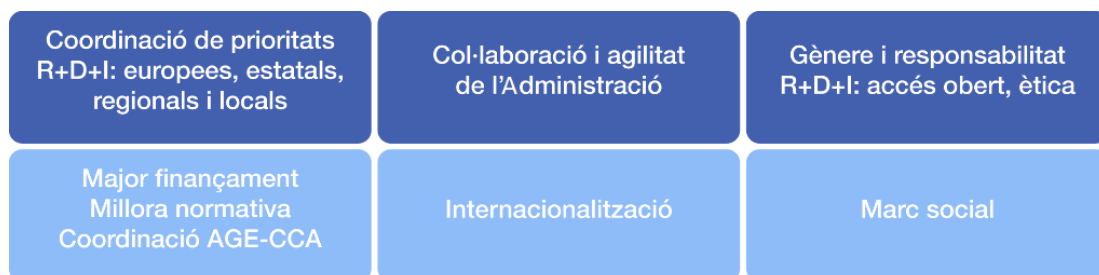 Coordinació de prioritats
R+D+I: europees, estatals,
regionals i locals
Col·laboració i agilitat
de l'Administració
Gènere i responsabilitat
R+D+I: accés obert, ètica
Major finançament
Millora normativa
Coordinació AGE-CCA
Internacionalització
Marc social